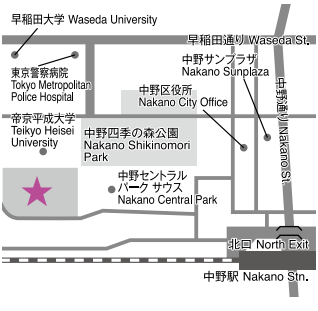 早稲田大学 Waseda University
早稲田通り Waseda St.
東京警察病院
Tokyo Metropolitan
Police Hospital
中野サンプラザ
Nakano Sunplaza
中野区役所
Nakano City Office
中野通り Nakano St.
帝京平成大学
Teikyo Heisei
University
中野四季の森公園
Nakano Shikinomori
Park
中野セントラル
パーク サウス
Nakano Central Park
北口 North Exit
中野駅 Nakano Stn.